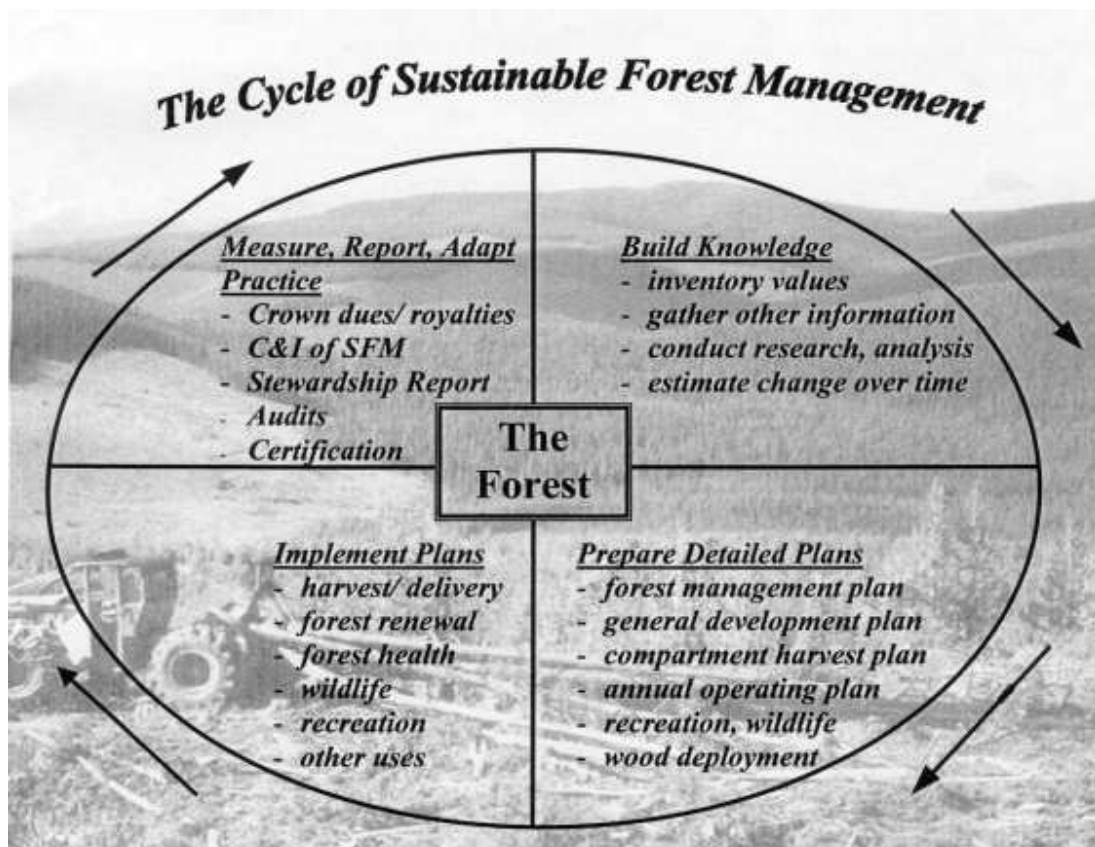 The Cycle of Sustainable Forest Management
Measure, Report, Adapt
Practice
- Crown dues/ royalties
- C&I of SFM
- Stewardship Report
- Audits
- Certification
Build Knowledge
- inventory values
- gather other information
- conduct research, analysis
- estimate change over time
The
Forest
Implement Plans
- harvest/ delivery
- forest renewal
- forest health
- wildlife
- recreation
- other uses
Prepare Detailed Plans
- forest management plan
- general development plan
- compartment harvest plan
- annual operating plan
- recreation, wildlife
- wood deployment